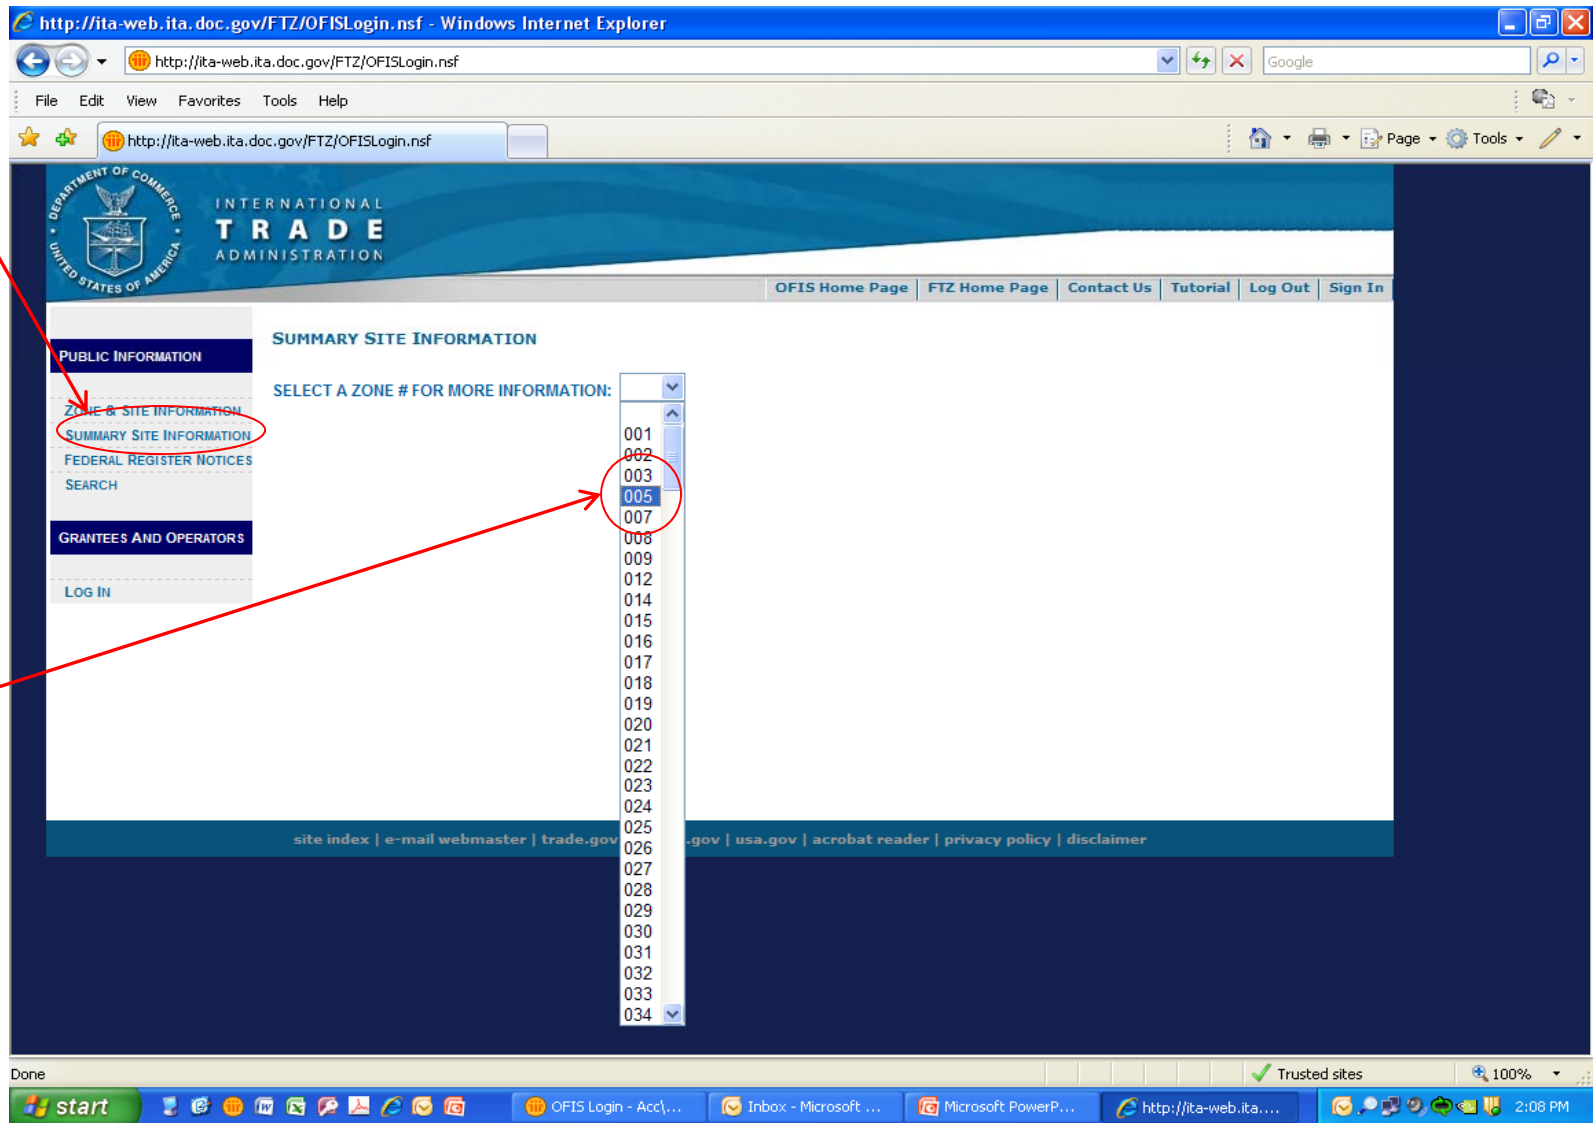 http://ita-web.ita.doc.gov/FTZ/OFISLogin.nsf - Windows Internet Explorer
http://ita-web.ita.doc.gov/FTZ/OFISLogin.nsf
Google
File Edit View Favorites Tools Help
http://ita-web.ita.doc.gov/FTZ/OFISLogin.nsf
Page Tools
DEPARTMENT OF COMMERCE
UNITED STATES OF AMERICA
INTERNATIONAL
TRADE
ADMINISTRATION
OFIS Home Page | FTZ Home Page | Contact Us | Tutorial | Log Out | Sign In
SUMMARY SITE INFORMATION
PUBLIC INFORMATION
SELECT A ZONE # FOR MORE INFORMATION:
ZONE & SITE INFORMATION
SUMMARY SITE INFORMATION
FEDERAL REGISTER NOTICES
SEARCH
GRANTEES AND OPERATORS
LOG IN
001
002
003
005
007
008
009
012
014
015
016
017
018
019
020
021
022
023
024
025
026
027
028
029
030
031
032
033
034
site index | e-mail webmaster | trade.gov .gov | usa.gov | acrobat reader | privacy policy | disclaimer
Done
Trusted sites
100%
start
OFIS Login - Acc\...
Inbox - Microsoft ...
Microsoft PowerP...
http://ita-web.ita....
2:08 PM